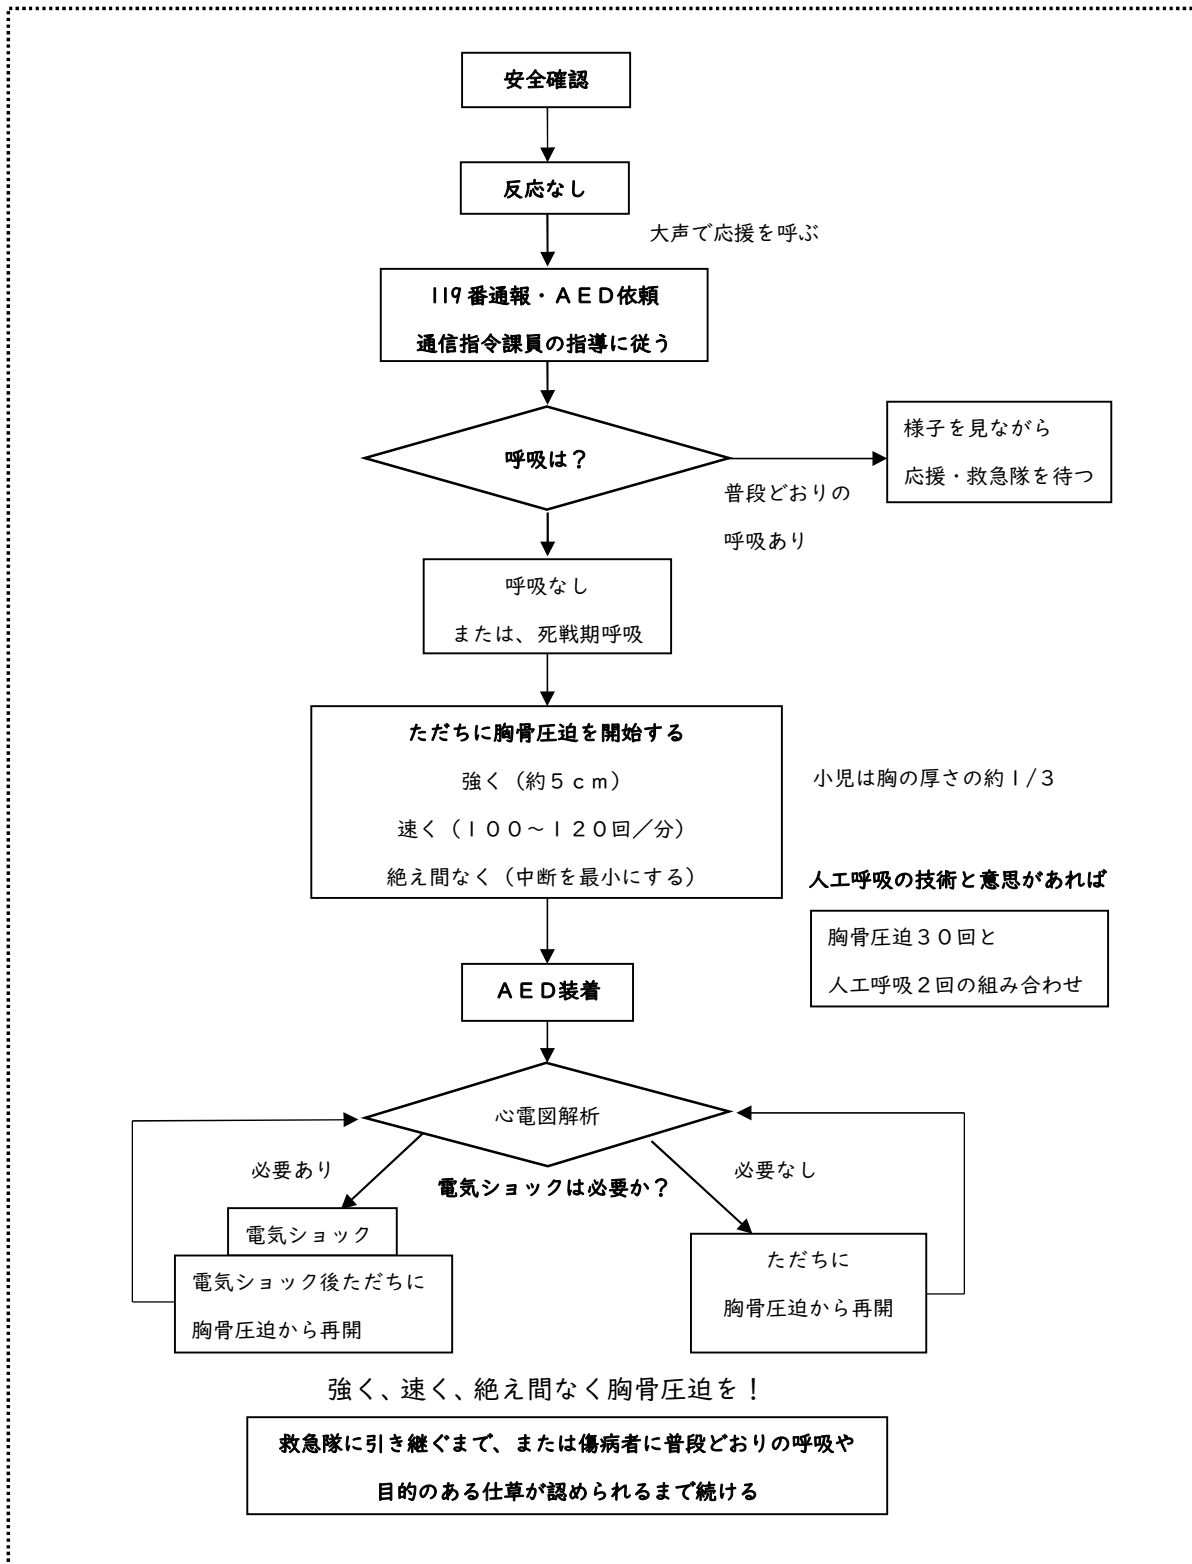 安全確認
反応なし
大声で応援を呼ぶ
119番通報・ＡＥＤ依頼
通信指令課員の指導に従う
呼吸は？
様子を見ながら
応援・救急隊を待つ
普段どおりの
呼吸あり
呼吸なし
または、死戦期呼吸
ただちに胸骨圧迫を開始する
強く（約５ｃｍ）
速く（１００～１２０回／分）
絶え間なく（中断を最小にする）
小児は胸の厚さの約１/３
人工呼吸の技術と意思があれば
胸骨圧迫３０回と
人工呼吸２回の組み合わせ
ＡＥＤ装着
心電図解析
電気ショックは必要か？
必要あり
必要なし
電気ショック
電気ショック後ただちに
胸骨圧迫から再開
ただちに
胸骨圧迫から再開
強く、速く、絶え間なく胸骨圧迫を！
救急隊に引き継ぐまで、または傷病者に普段どおりの呼吸や
目的のある仕草が認められるまで続ける